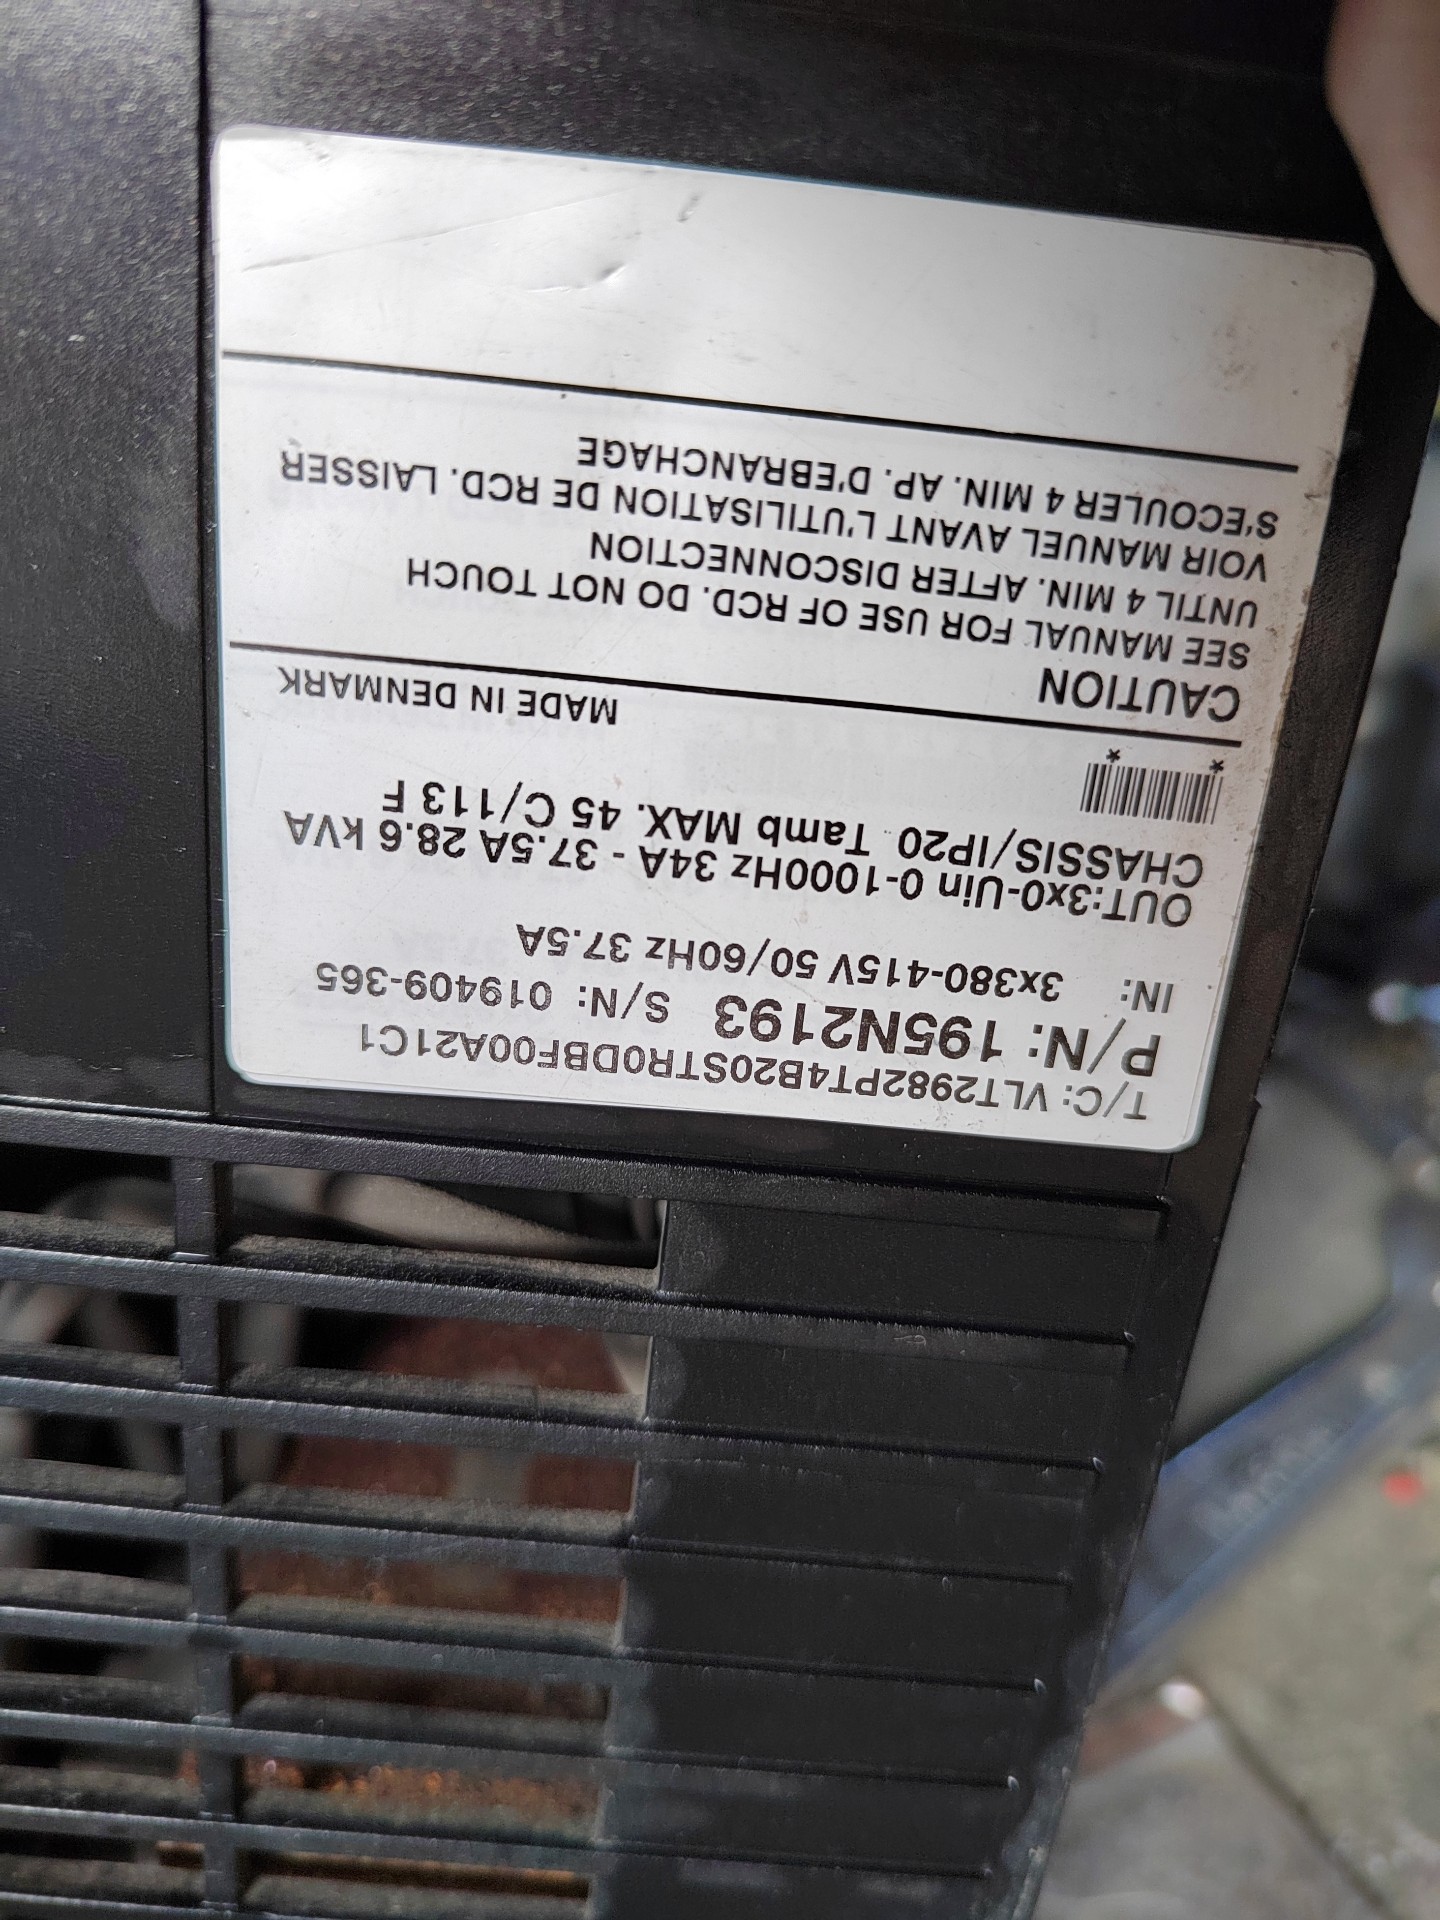 T/C: VLT2982PT4B20STR0DBF00A21C1
P/N: 195N2193 S/N: 019409-365
IN: 3x380-415V 50/60Hz 37.5A
OUT:3x0-Uin 0-1000Hz 34A - 37.5A 28.6 kVA
CHASSIS/IP20 Tamb MAX. 45 C/113 F
* *
MADE IN DENMARK
CAUTION
SEE MANUAL FOR USE OF RCD. DO NOT TOUCH
UNTIL 4 MIN. AFTER DISCONNECTION
VOIR MANUEL AVANT L'UTILISATION DE RCD. LAISSER
S'ECOULER 4 MIN. AP. D'EBRANCHAGE